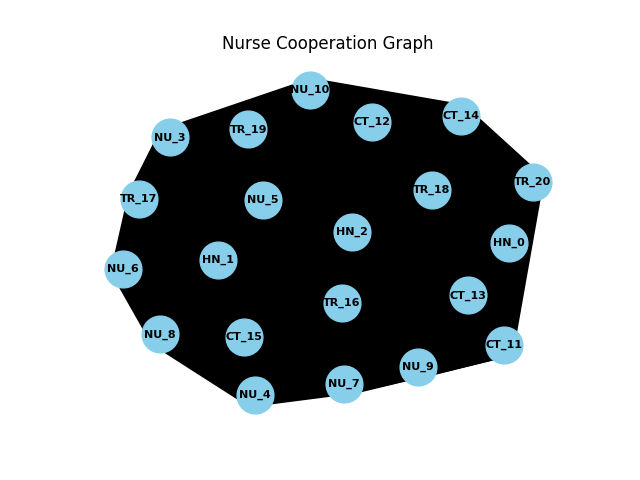 Nurse Cooperation Graph
NU_10
CT_14
CT_12
TR_19
NU_3
TR_20
TR_18
TR_17
NU_5
HN_2
HN_0
HN_1
NU_6
CT_13
TR_16
NU_8
CT_15
CT_11
NU_9
NU_7
NU_4